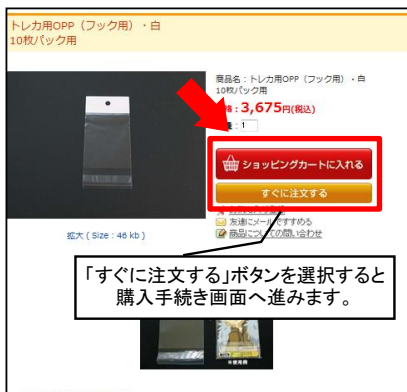 トレカ用OPP（フック用）・白
10枚パック用
商品名：トレカ用OPP（フック用）・白
10枚パック用
格：3,675円(税込)
：1
ショッピングカートに入れる
すぐに注文する
友達にメールですすめる
商品についての問い合わせ
拡大 ( Size : 46 kb )
「すぐに注文する」ボタンを選択すると
購入手続き画面へ進みます。
※使用例